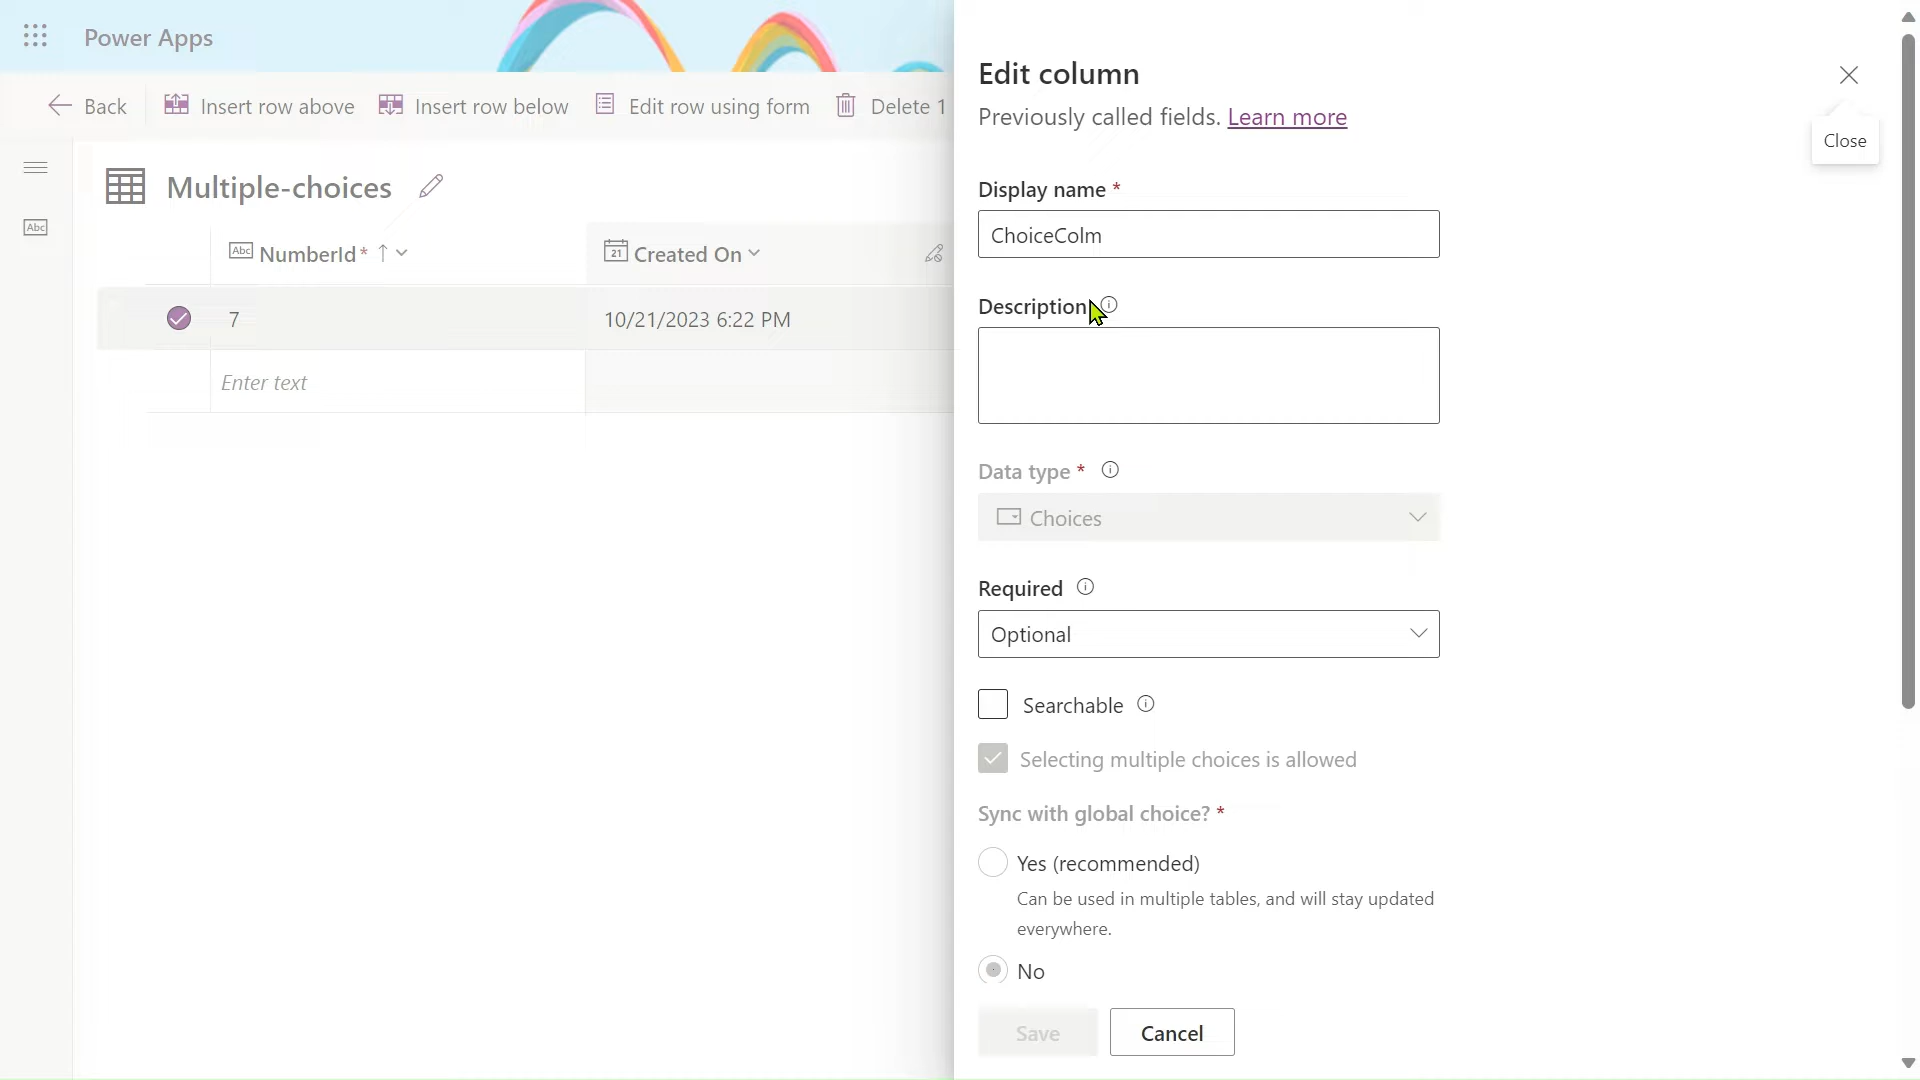 Power Apps
Back
Insert row above
Insert row below
Edit row using form
Delete 1
Abc
Multiple-choices
Abc NumberId *
21 Created On
7
10/21/2023 6:22 PM
Enter text
Edit column
Previously called fields. Learn more
Close
Display name *
ChoiceColm
Description
Data type *
Choices
Required
Optional
Searchable
Selecting multiple choices is allowed
Sync with global choice? *
Yes (recommended)
Can be used in multiple tables, and will stay updated
everywhere.
No
Save
Cancel